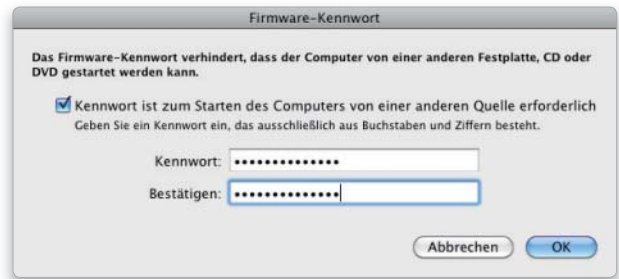 Firmware-Kennwort
Das Firmware-Kennwort verhindert, dass der Computer von einer anderen Festplatte, CD oder
DVD gestartet werden kann.
Kennwort ist zum Starten des Computers von einer anderen Quelle erforderlich
Geben Sie ein Kennwort ein, das ausschließlich aus Buchstaben und Ziffern besteht.
Kennwort: ••••••••••••••
Bestätigen: ••••••••••••••
Abbrechen OK